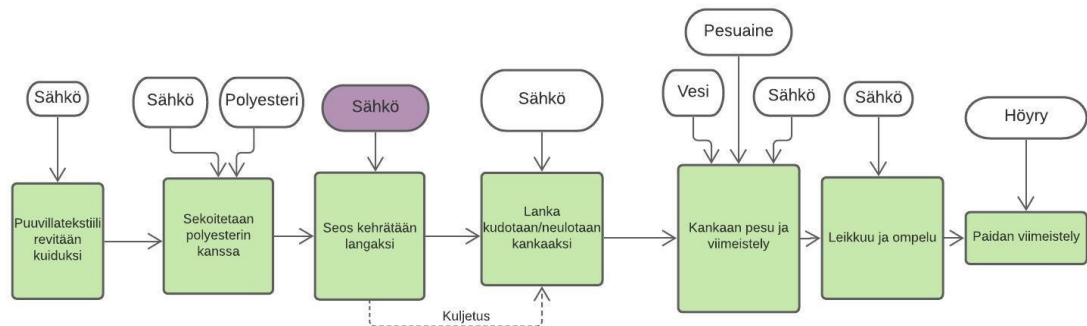 Pesuaine
Sähkö
Sähkö
Polyesteri
Sähkö
Sähkö
Vesi
Sähkö
Sähkö
Höyry
Puuvillatekstiili
revitään
kuiduksi
Sekoitetaan
polyesterin
kanssa
Seos kehrätään
langaksi
Lanka
kudotaan/neulotaan
kankaaksi
Kankaan pesu ja
viimeistely
Leikkuu ja ompelu
Paidan viimeistely
Kuljetus